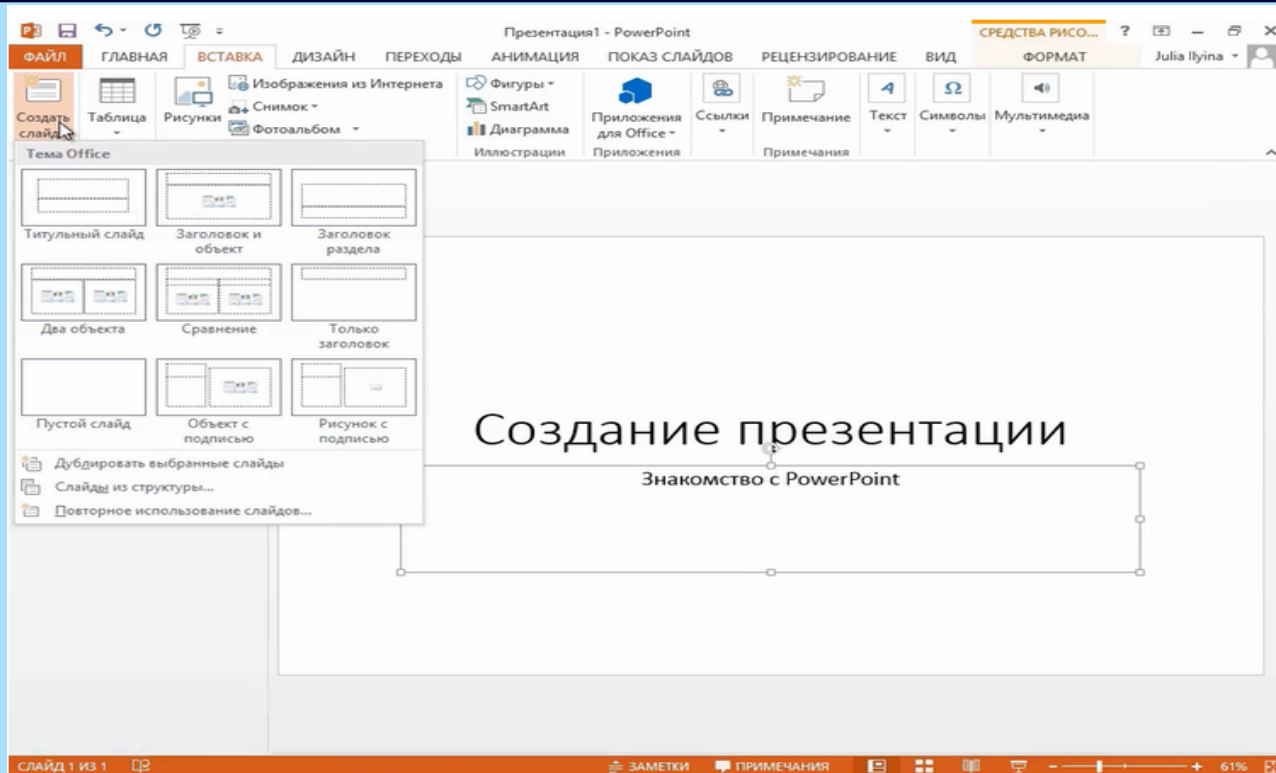 Презентация1 - PowerPoint
СРЕДСТВА РИСО...
?
ФАЙЛ ГЛАВНАЯ ВСТАВКА ДИЗАЙН ПЕРЕХОДЫ АНИМАЦИЯ ПОКАЗ СЛАЙДОВ РЕЦЕНЗИРОВАНИЕ ВИД ФОРМАТ Julia Ilyina
Создать слайд
Таблица
Рисунки
Изображения из Интернета
Снимок
Фотоальбом
Фигуры
SmartArt
Диаграмма
Иллюстрации
Приложения
для Office
Приложения
Ссылки
Примечание
Примечания
Текст
Символы
Мультимедиа
Тема Office
Титульный слайд
Заголовок и
объект
Заголовок
раздела
Два объекта
Сравнение
Только
заголовок
Пустой слайд
Объект с
подписью
Рисунок с
подписью
Дублировать выбранные слайды
Слайды из структуры...
Повторное использование слайдов...
Создание презентации
Знакомство с PowerPoint
СЛАЙД 1 ИЗ 1 ЗАМЕТКИ ПРИМЕЧАНИЯ 61%